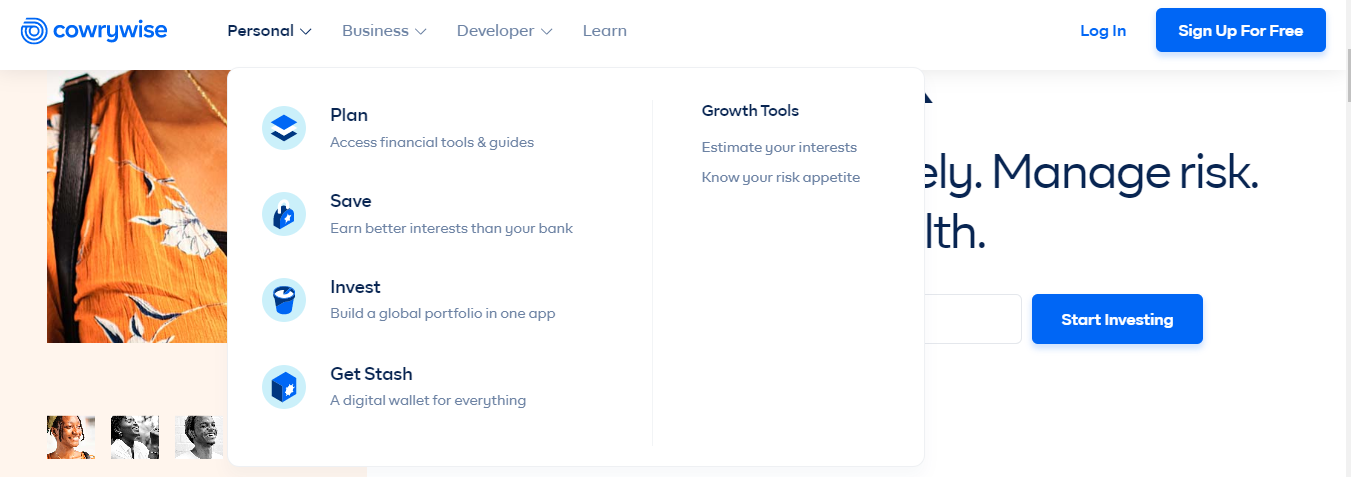 cowrywise
Personal
Business
Developer
Learn
Log In
Sign Up For Free
Plan
Access financial tools & guides
Save
Earn better interests than your bank
Invest
Build a global portfolio in one app
Get Stash
A digital wallet for everything
Growth Tools
Estimate your interests
Know your risk appetite
ely. Manage risk.
lth.
Start Investing